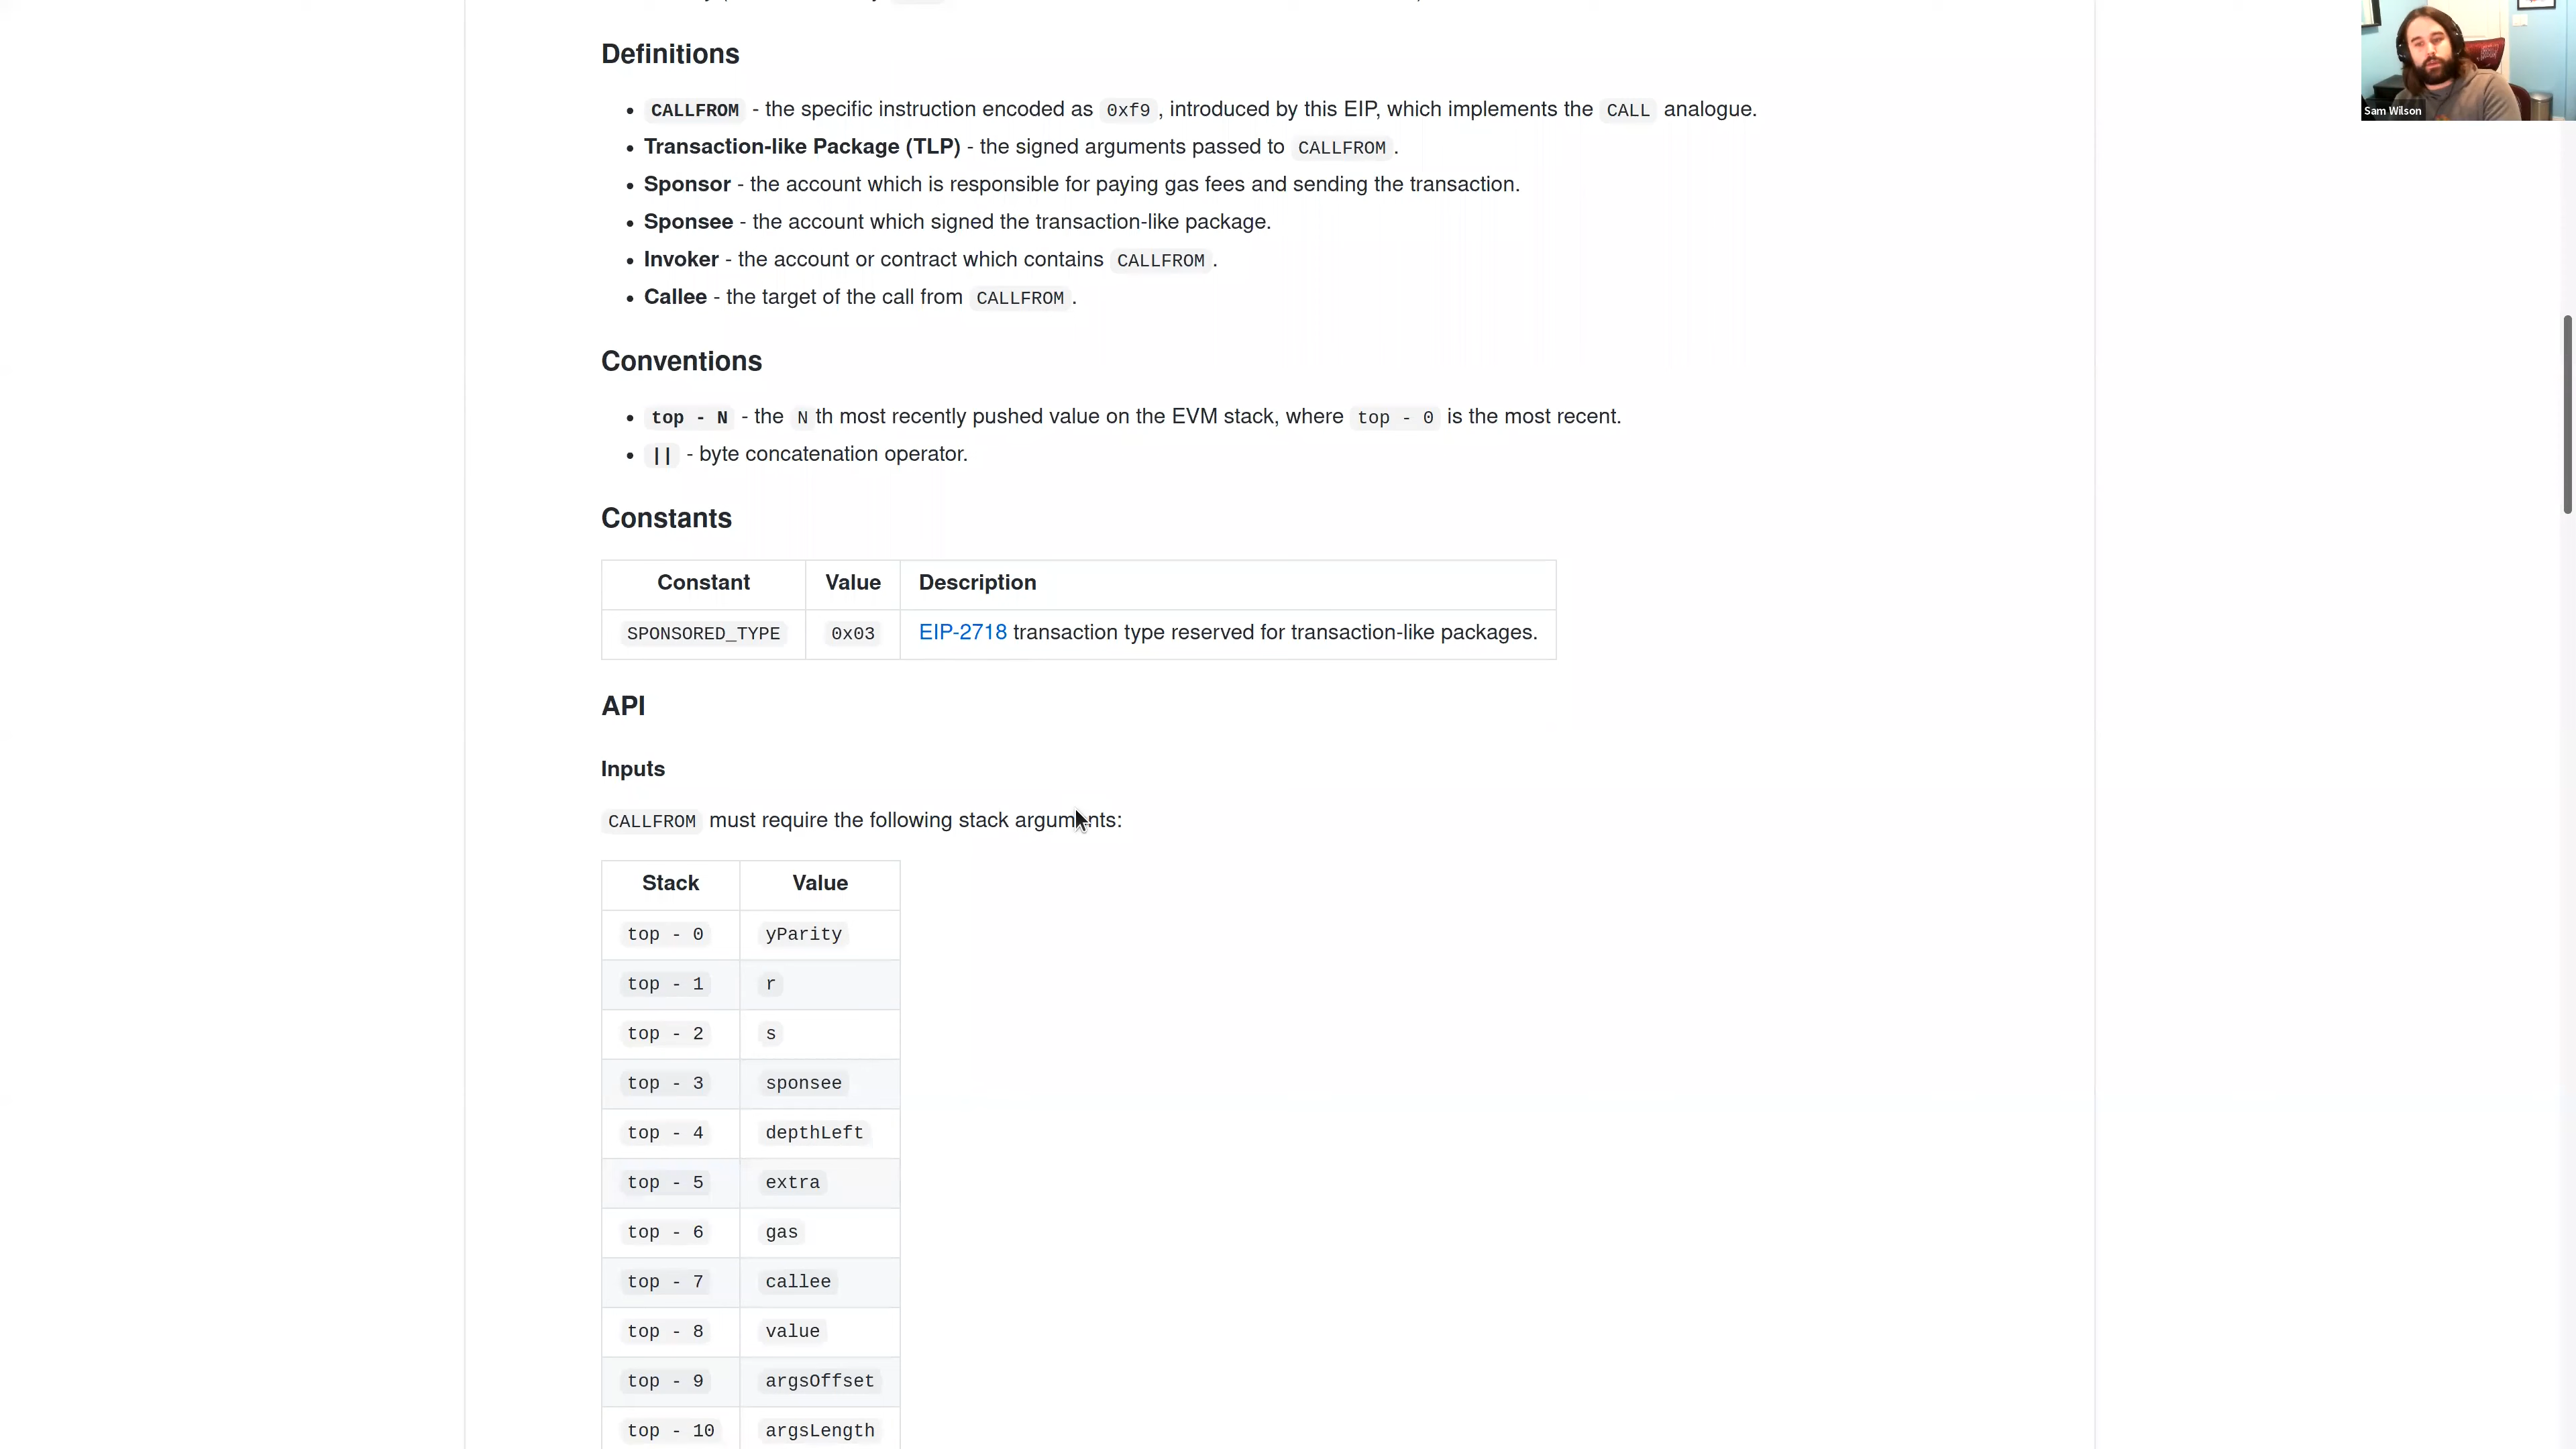 Definitions
CALLFROM - the specific instruction encoded as 0xf9 , introduced by this EIP, which implements the CALL analogue.
Sam Wilson
Transaction-like Package (TLP) - the signed arguments passed to CALLFROM .
Sponsor - the account which is responsible for paying gas fees and sending the transaction.
Sponsee - the account which signed the transaction-like package.
Invoker - the account or contract which contains CALLFROM .
Callee - the target of the call from CALLFROM .
Conventions
top - N - the N th most recently pushed value on the EVM stack, where top - 0 is the most recent.
|| - byte concatenation operator.
Constants
Constant Value Description
SPONSORED_TYPE 0x03 EIP-2718 transaction type reserved for transaction-like packages.
API
Inputs
CALLFROM must require the following stack arguments:
Stack Value
top - 0 yParity
top - 1 r
top - 2 s
top - 3 sponsee
top - 4 depthLeft
top - 5 extra
top - 6 gas
top - 7 callee
top - 8 value
top - 9 argsOffset
top - 10 argsLength